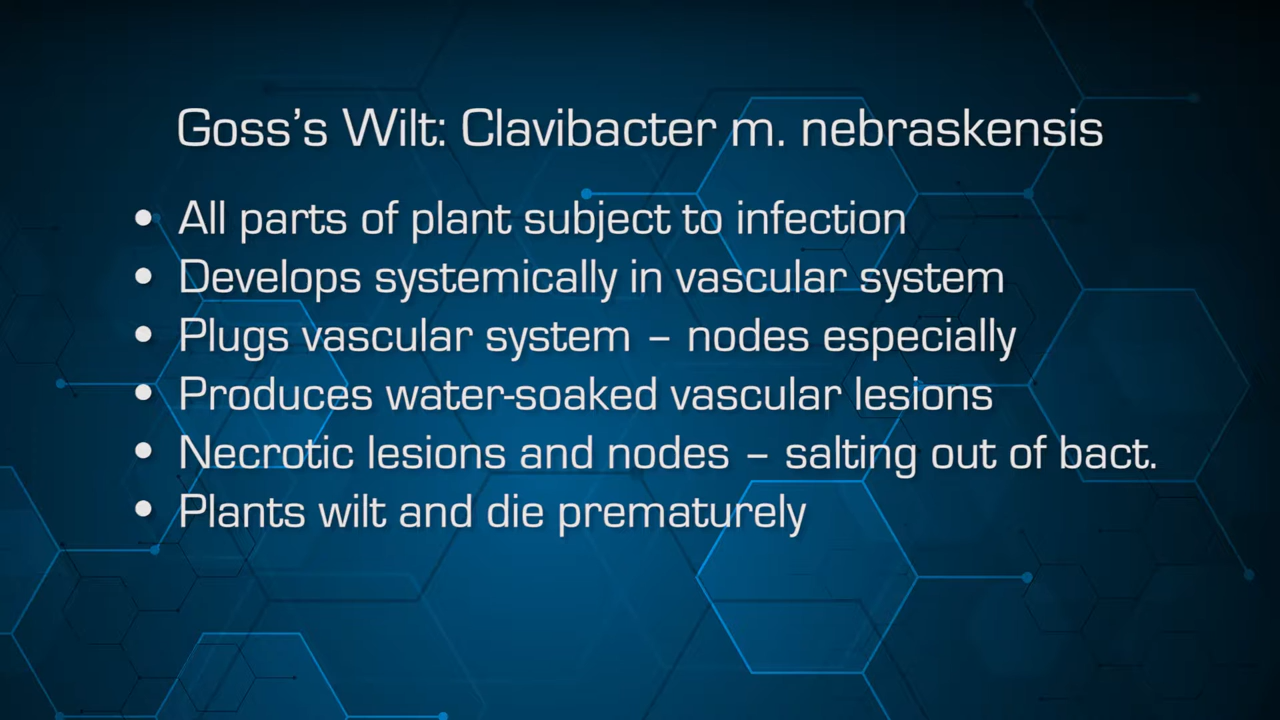 Goss’s Wilt: Clavibacter m. nebraskensis
• All parts of plant subject to infection
• Develops systemically in vascular system
• Plugs vascular system – nodes especially
• Produces water-soaked vascular lesions
• Necrotic lesions and nodes – salting out of bact.
• Plants wilt and die prematurely